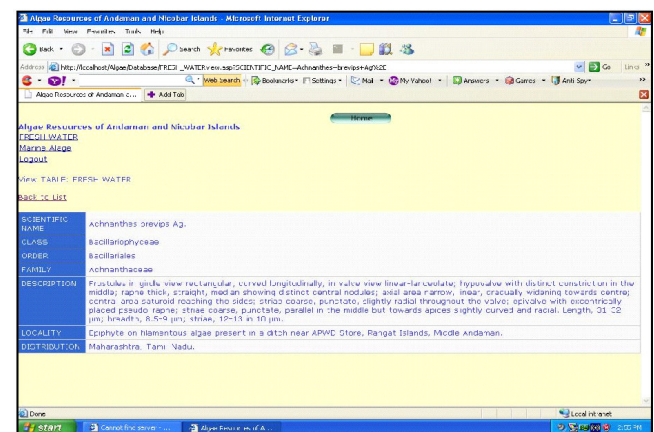 Algae Resources of Andaman and Nicobar Islands - Microsoft Internet Explorer
File Edit View Favorites Tools Help
Back Search Favorites
Address http://localhost/Algae/Database/FRESH_WATERview.asp?SCIENTIFIC_NAME=Achnanthes+brevips+Ag%2E Go Links »
Y! Web Search Bookmarks Settings Mail My Yahoo! Answers Games Anti Spy »
Algae Resources of Andaman a... Add Tab
Home
Algae Resources of Andaman and Nicobar Islands
FRESH WATER
Marine Alage
Logout
View TABLE: FRESH WATER
Back to List
SCIENTIFIC NAME Achnanthes brevips Ag.
CLASS Bacillariophyceae
ORDER Bacillariales
FAMILY Achnanthaceae
DESCRIPTION Frustules in girdle view rectangular, curved longitudinally, in valve view linear-lanceolate; hypovalve with distinct constriction in the
middle; raphe thick, straight, median showing distinct central nodules; axial area narrow, linear, gradually widening towards centre;
central area saturoid reaching the sides; striae coarse, punctate, slightly radial throughout the valve; epivalve with excentrically
placed pseudo raphe; striae coarse, punctate, parallel in the middle but towards apices slightly curved and radial. Length, 31-32
µm; breadth, 8.5-9 µm; striae, 12-13 in 10 µm.
LOCALITY Epiphyte on filamentous algae present in a ditch near APWD Store, Rangat Islands, Middle Andaman.
DISTRIBUTION Maharashtra, Tamil Nadu.
Done Local intranet
start Cannot find server - ... Algae Resources of A... 2:55 PM